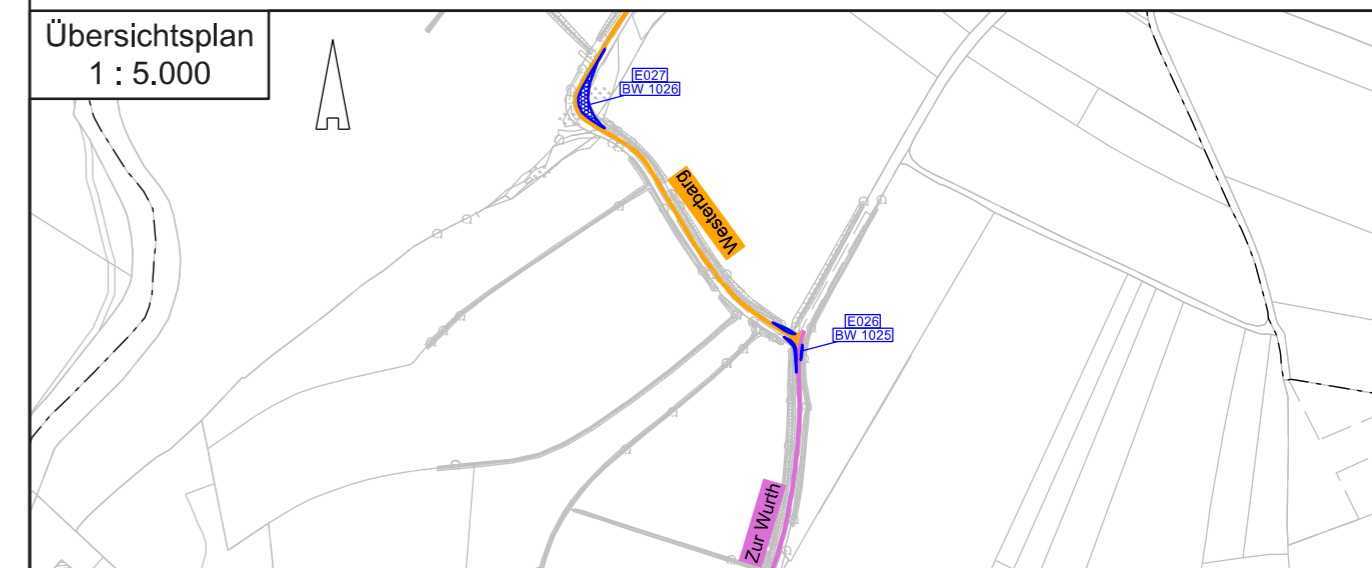 Übersichtsplan
1 : 5.000
E027
BW 1026
Westerbarg
E026
BW 1025
Zur Wurth